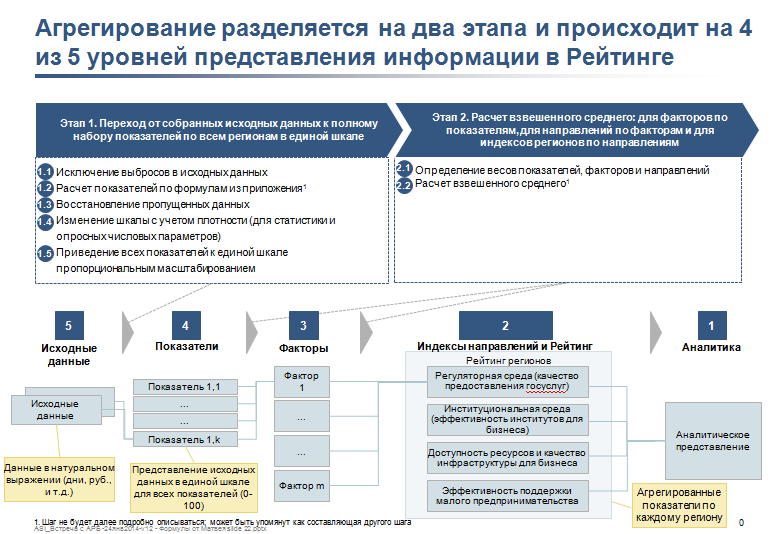 Агрегирование разделяется на два этапа и происходит на 4
из 5 уровней представления информации в Рейтинге
Этап 1. Переход от собранных исходных данных к полному
набору показателей по всем регионам в единой шкале
Этап 2. Расчет взвешенного среднего: для факторов по
показателям, для направлений по факторам и для
индексов регионов по направлениям
1.1 Исключение выбросов в исходных данных
1.2 Расчет показателей по формулам из приложения¹
1.3 Восстановление пропущенных данных
1.4 Изменение шкалы с учетом плотности (для статистики и
опросных числовых параметров)
1.5 Приведение всех показателей к единой шкале
пропорциональным масштабированием
2.1 Определение весов показателей, факторов и направлений
2.2 Расчет взвешенного среднего¹
5
Исходные
данные
4
Показатели
3
Факторы
2
Индексы направлений и Рейтинг
1
Аналитика
Исходные
данные
Данные в натуральном
выражении (дни, руб.,
и т.д.)
Показатель 1,1
...
...
Показатель 1,k
Представление исходных
данных в единой шкале
для всех показателей (0-
100)
Фактор
1
...
...
Фактор m
Рейтинг регионов
Регуляторная среда (качество
предоставления госуслуг)
Институциональная среда
(эффективность институтов для
бизнеса)
Доступность ресурсов и качество
инфраструктуры для бизнеса
Эффективность поддержки
малого предпринимательства
Аналитическое
представление
Агрегированные
показатели по
каждому региону
1. Шаг не будет далее подробно описываться; может быть упомянут как составляющая другого шага
0